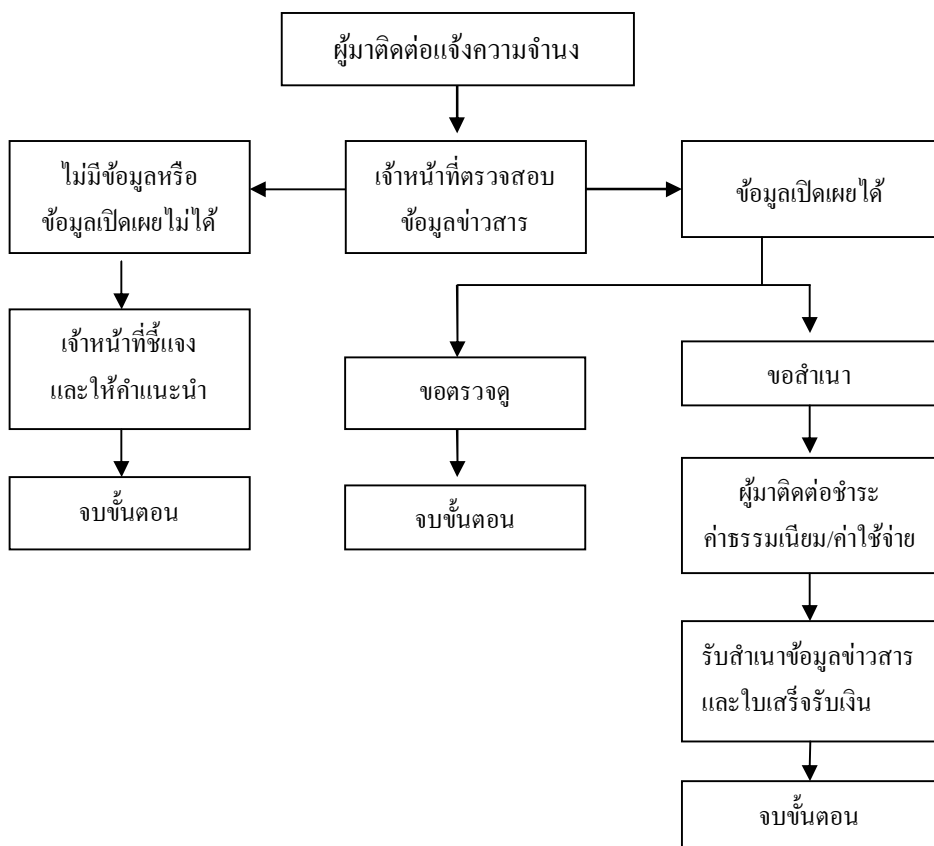 ผู้มาติดต่อแจ้งความจำนง
ไม่มีข้อมูลหรือ
ข้อมูลเปิดเผยไม่ได้
เจ้าหน้าที่ตรวจสอบ
ข้อมูลข่าวสาร
ข้อมูลเปิดเผยได้
เจ้าหน้าที่ชี้แจง
และให้คำแนะนำ
ขอตรวจดู
ขอสำเนา
จบขั้นตอน
จบขั้นตอน
ผู้มาติดต่อชำระ
ค่าธรรมเนียม/ค่าใช้จ่าย
รับสำเนาข้อมูลข่าวสาร
และใบเสร็จรับเงิน
จบขั้นตอน